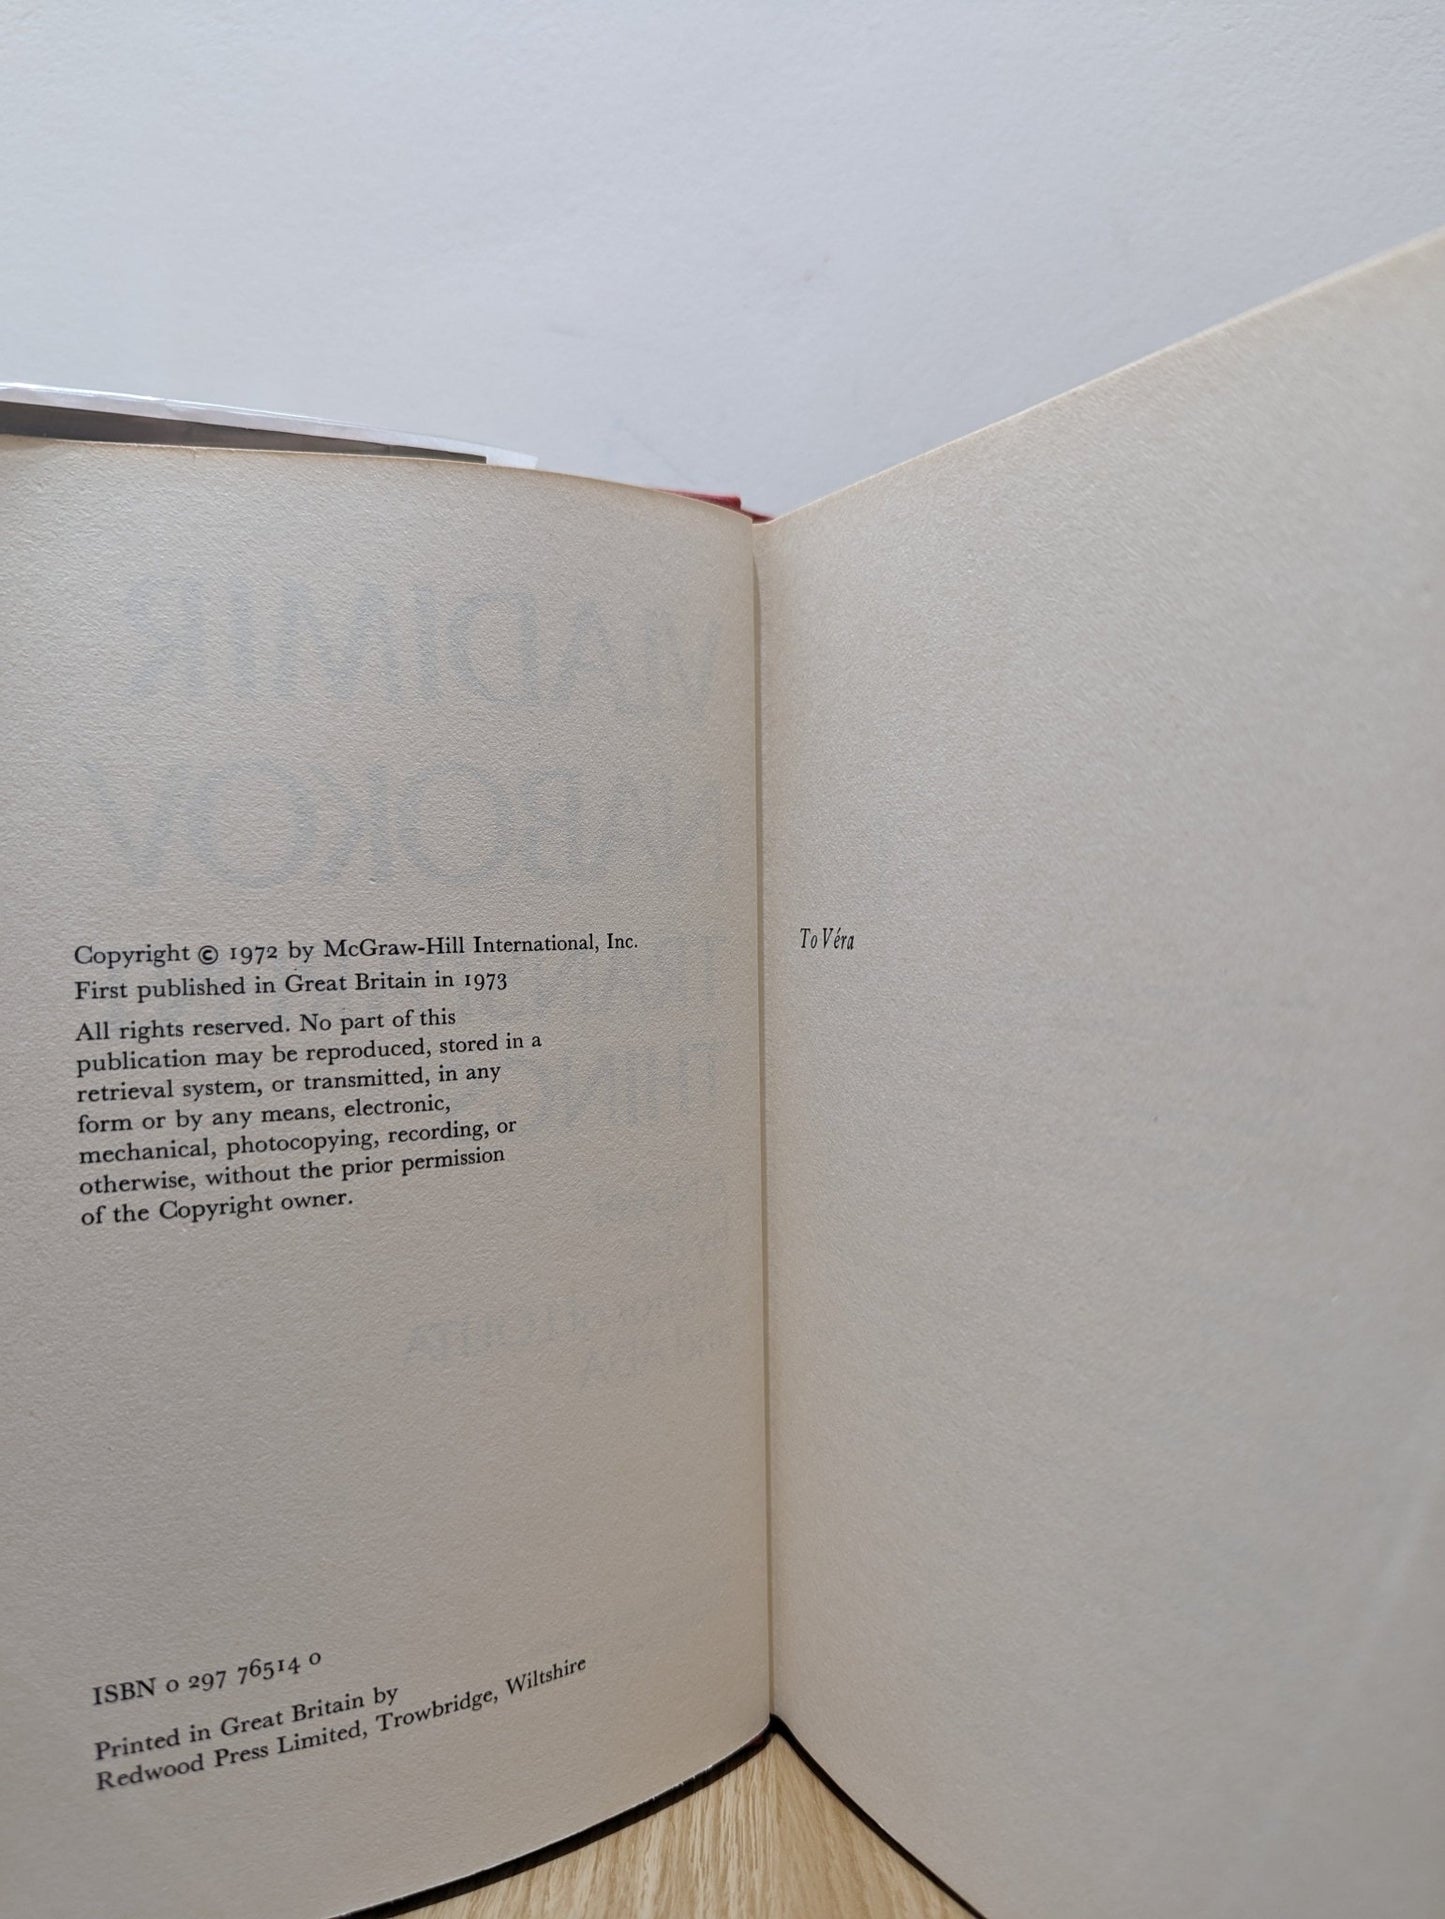 Copyright © 1972 by McGraw-Hill International, Inc.
First published in Great Britain in 1973
All rights reserved. No part of this
publication may be reproduced, stored in a
retrieval system, or transmitted, in any
form or by any means, electronic,
mechanical, photocopying, recording, or
otherwise, without the prior permission
of the Copyright owner.
ISBN 0 297 76514 0
Printed in Great Britain by
Redwood Press Limited, Trowbridge, Wiltshire
To Véra
VLADIMIR
NABOKOV